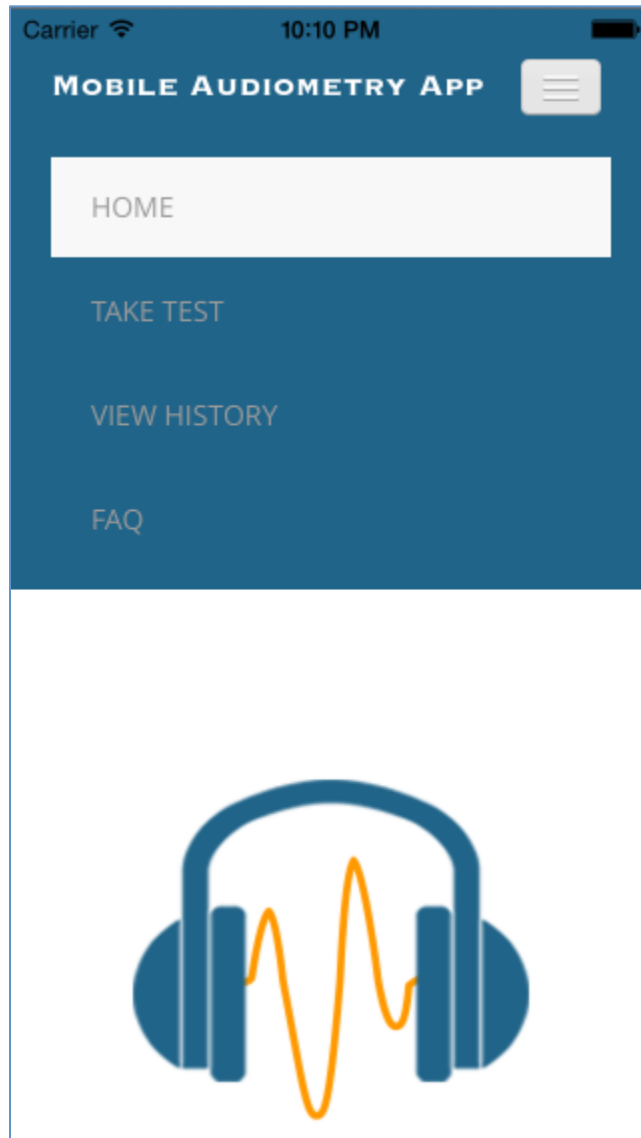 Carrier 10:10 PM
MOBILE AUDIOMETRY APP
HOME
TAKE TEST
VIEW HISTORY
FAQ